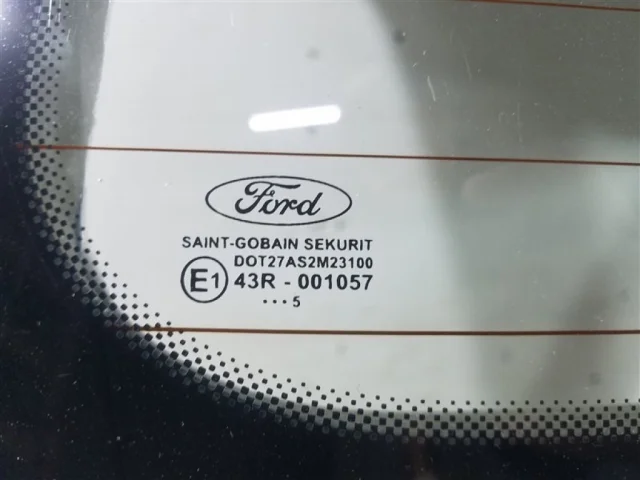 Ford
SAINT-GOBAIN SEKURIT
DOT27AS2M23100
E1 43R - 001057
...5